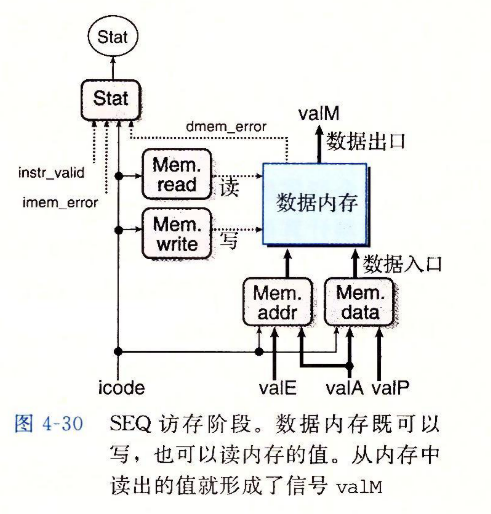 Stat
Stat
dmem_error
valM
数据出口
instr_valid
imem_error
Mem.
read
读
数据内存
Mem.
write
写
数据入口
Mem.
addr
Mem.
data
icode
valE
valA
valP
图 4-30 SEQ 访存阶段。数据内存既可以
写，也可以读内存的值。从内存中
读出的值就形成了信号 valM